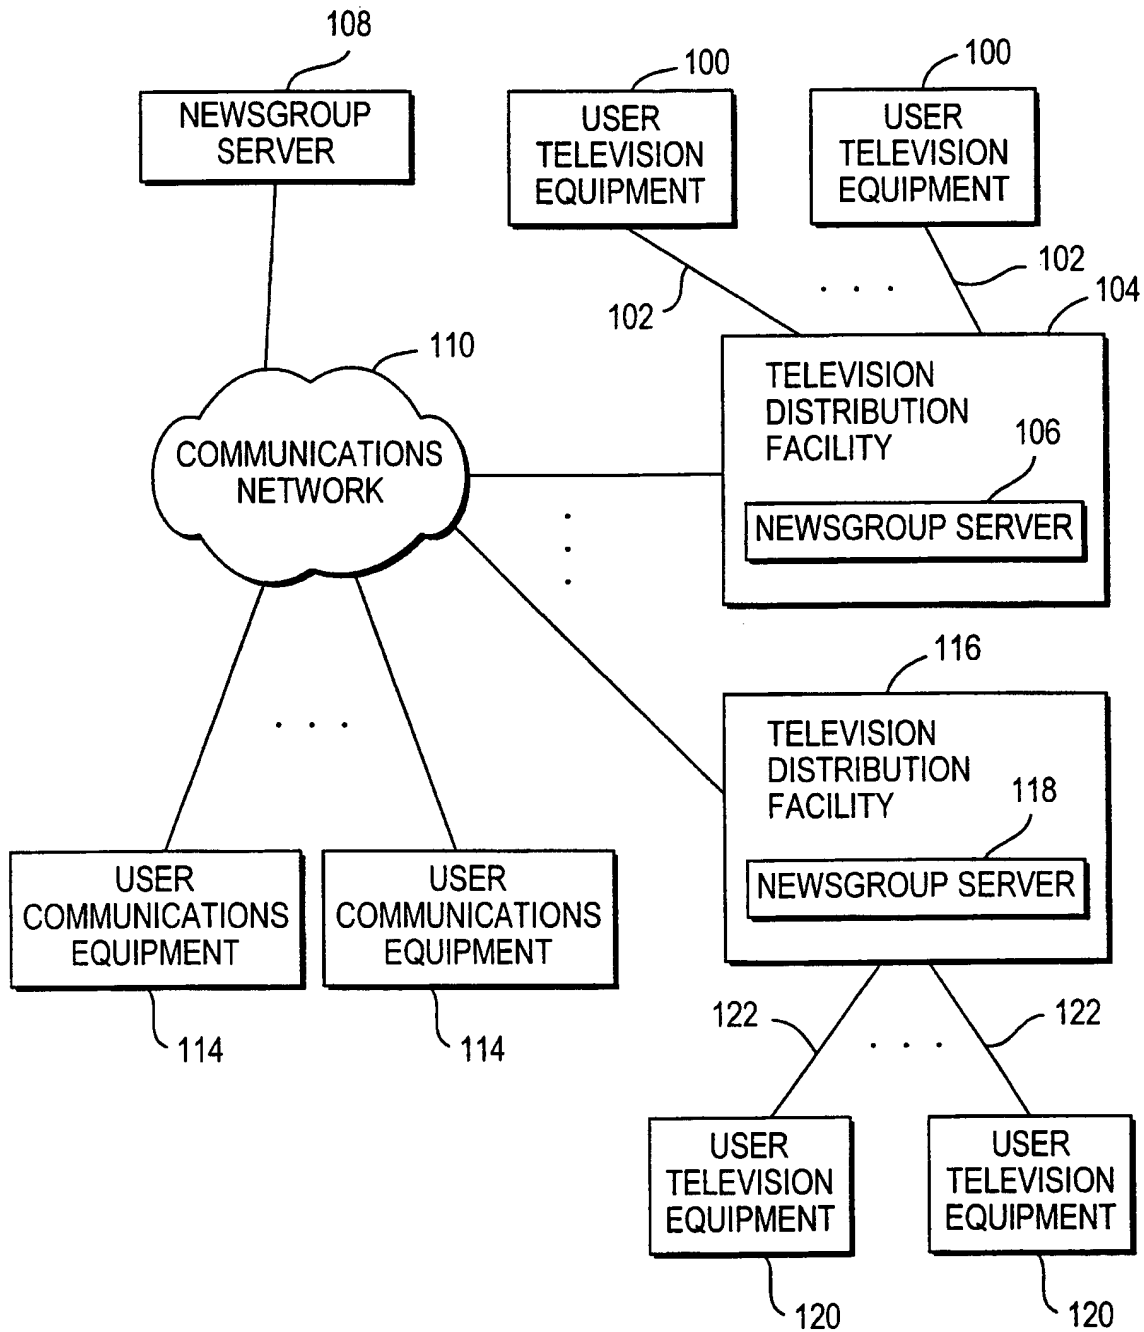 108
NEWSGROUP
SERVER
100
USER
TELEVISION
EQUIPMENT
100
USER
TELEVISION
EQUIPMENT
102
102
104
110
COMMUNICATIONS
NETWORK
TELEVISION
DISTRIBUTION
FACILITY
106
NEWSGROUP SERVER
116
TELEVISION
DISTRIBUTION
FACILITY
118
NEWSGROUP SERVER
USER
COMMUNICATIONS
EQUIPMENT
114
USER
COMMUNICATIONS
EQUIPMENT
114
122
122
USER
TELEVISION
EQUIPMENT
120
USER
TELEVISION
EQUIPMENT
120